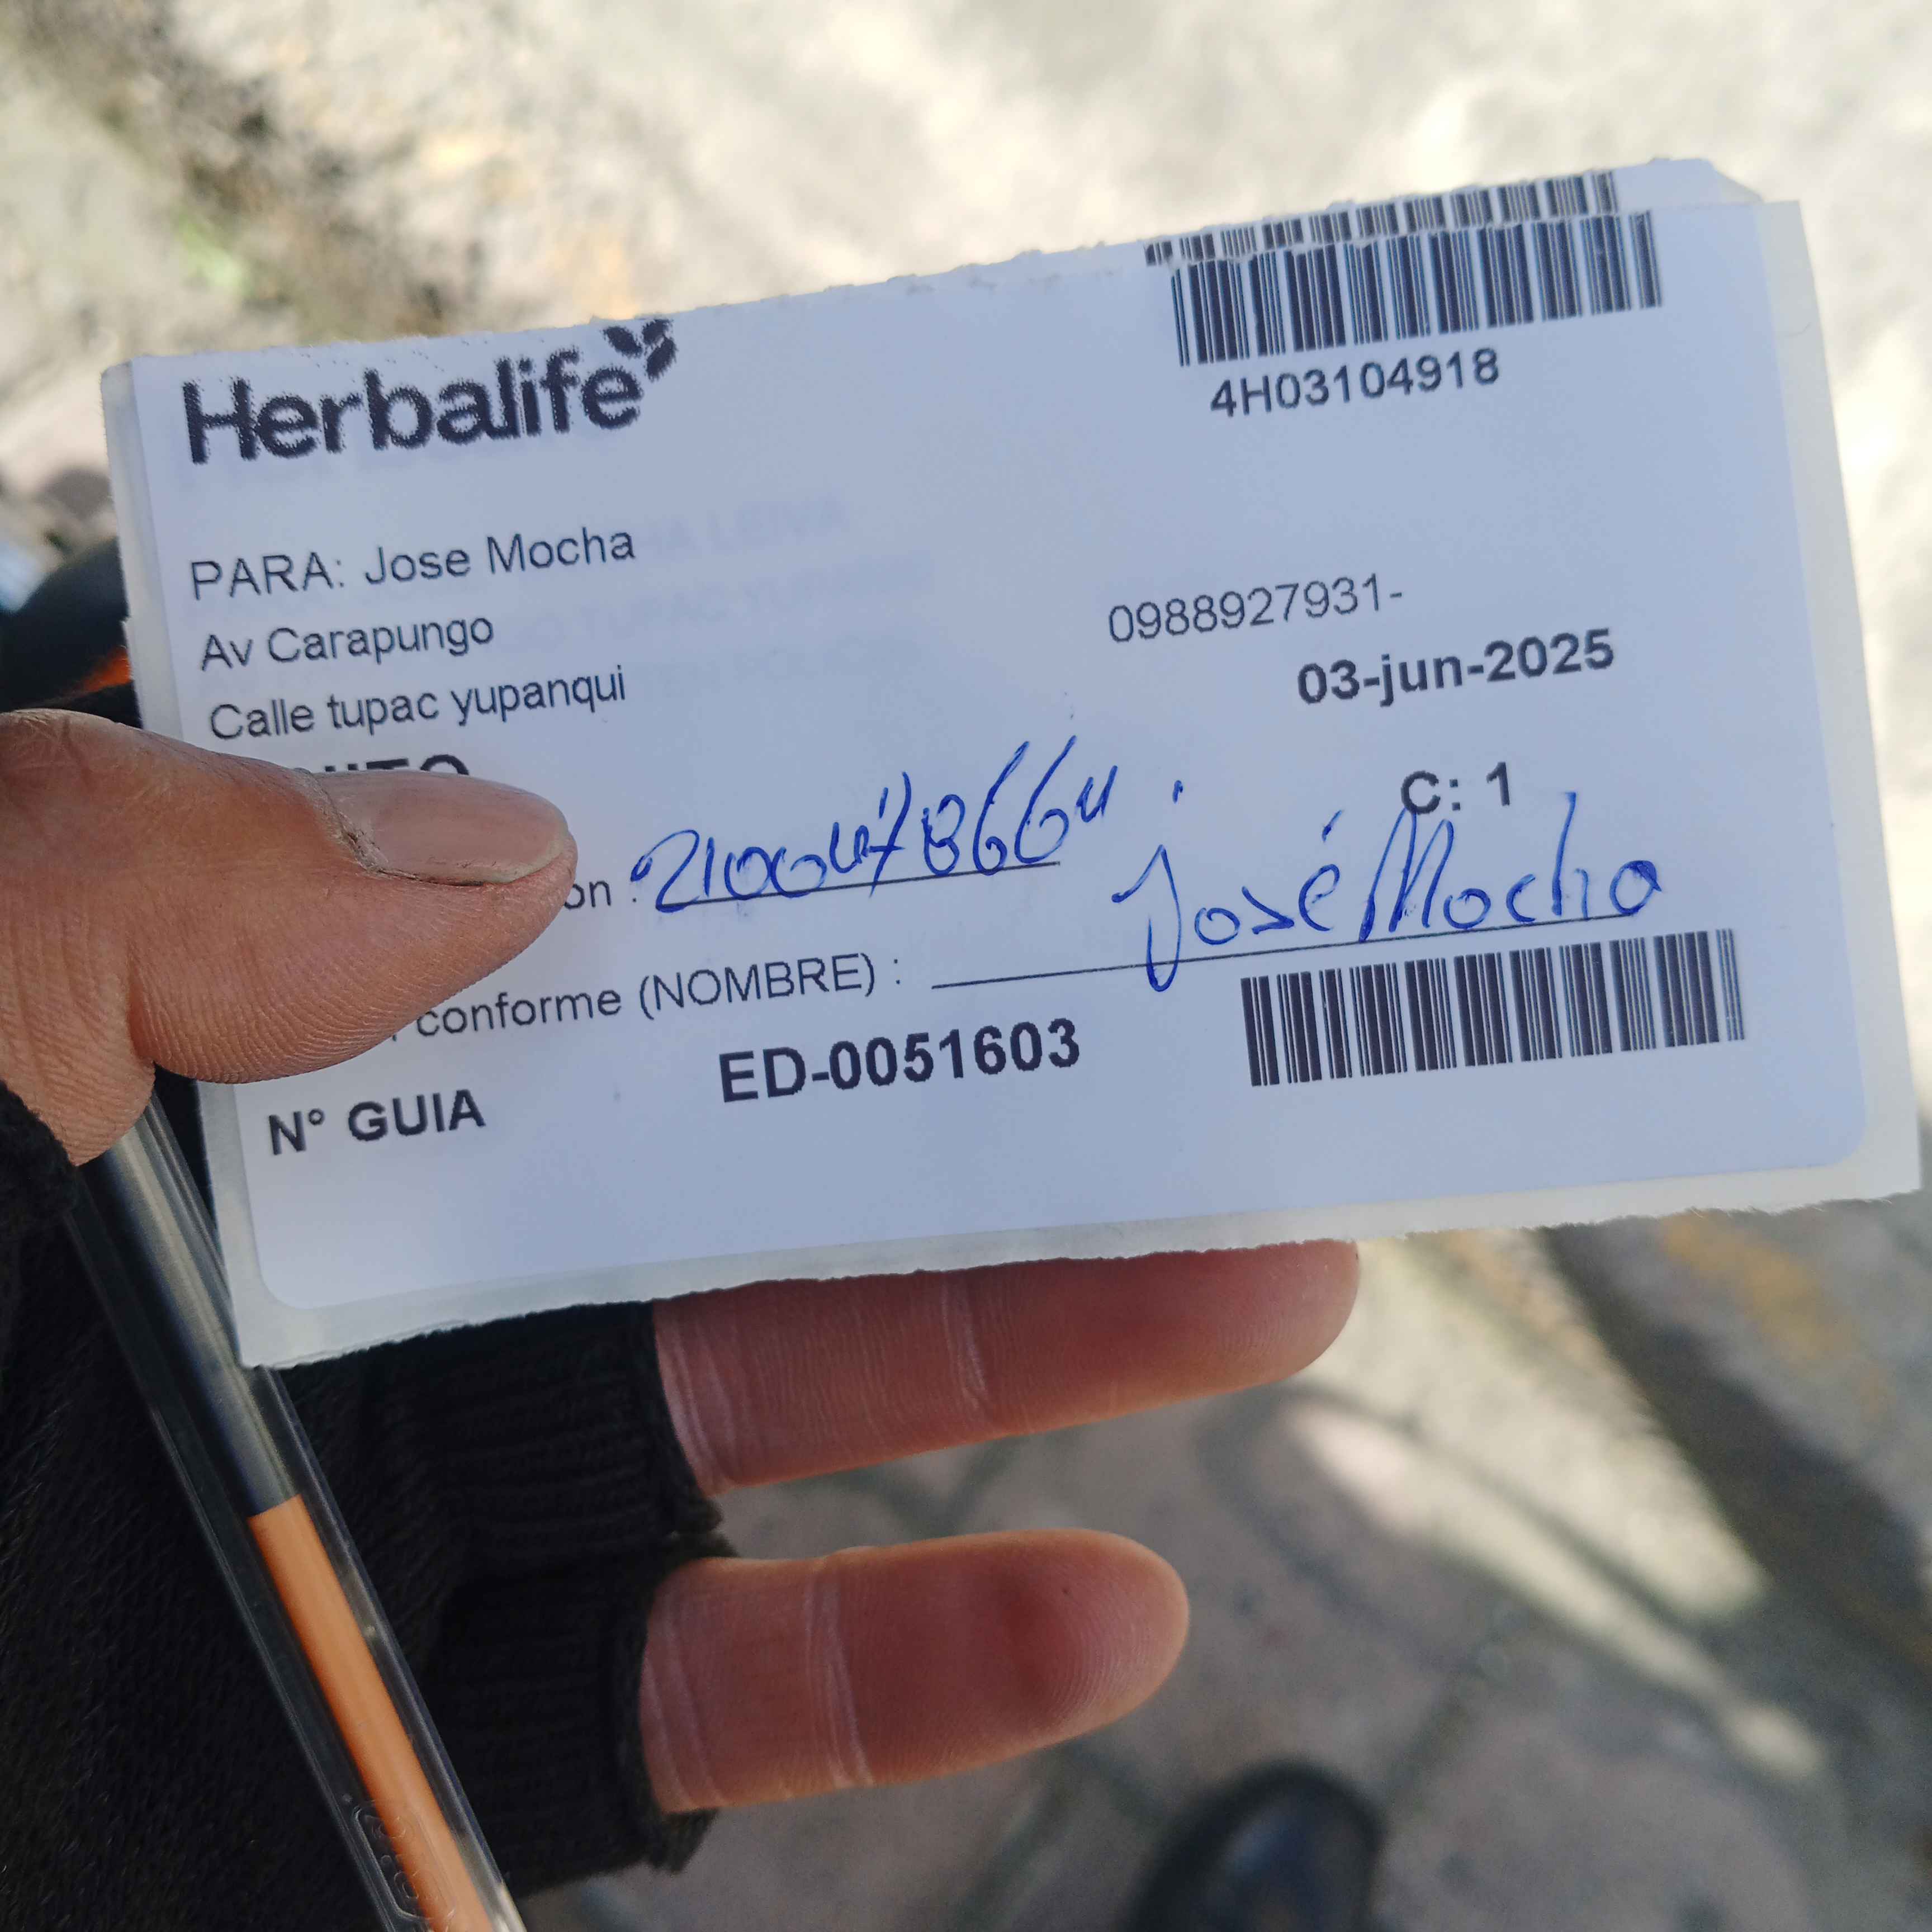 Herbalife
4H03104918
PARA: Jose Mocha
Av Carapungo
0988927931-
Calle tupac yupanqui
03-jun-2025
C: 1
on :
José Mocha
conforme (NOMBRE) :
N° GUIA ED-0051603